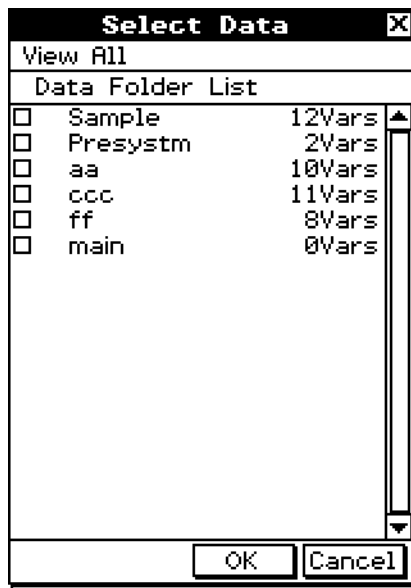 Select Data
View All
Data Folder List
Sample 12Vars
Presystm 2Vars
aa 10Vars
ccc 11Vars
ff 8Vars
main 0Vars
OK Cancel